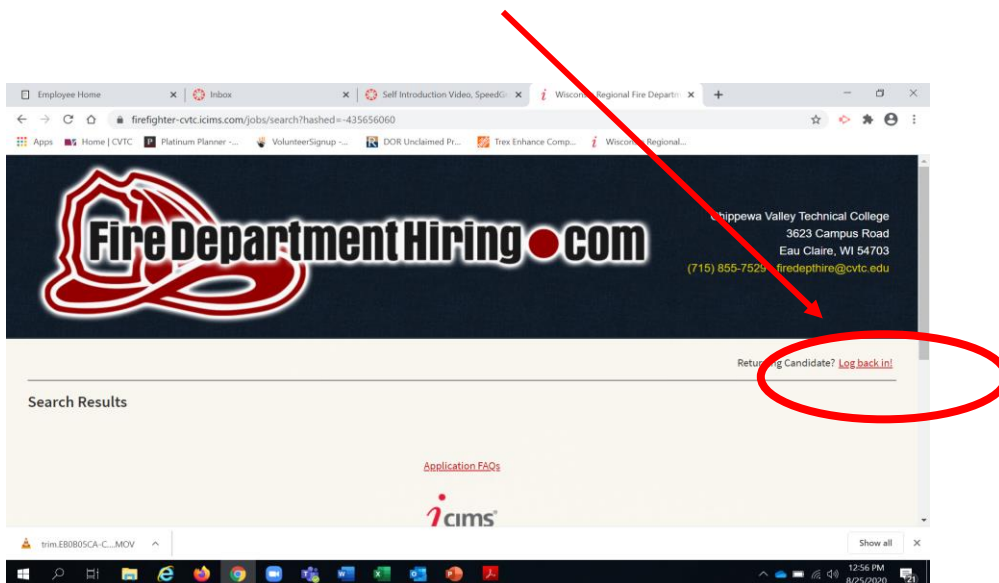 Employee Home
Inbox
Self Introduction Video, SpeedG
Regional Fire Departm
firefighter-cvtc.icims.com/jobs/search?hashed=-435656060
Apps Home | CVTC Platinum Planner -... VolunteerSignup -... DOR Unclaimed Pr... Trex Enhance Comp... Wisconsin Regional...
FireDepartmentHiring●com
Chippewa Valley Technical College
3623 Campus Road
Eau Claire, WI 54703
(715) 855-7529 firedepthire@cvtc.edu
Returning Candidate? Log back in!
Search Results
Application FAQs
icims
trim.EB0B05CA-C....MOV
Show all
12:56 PM
8/25/2020
21